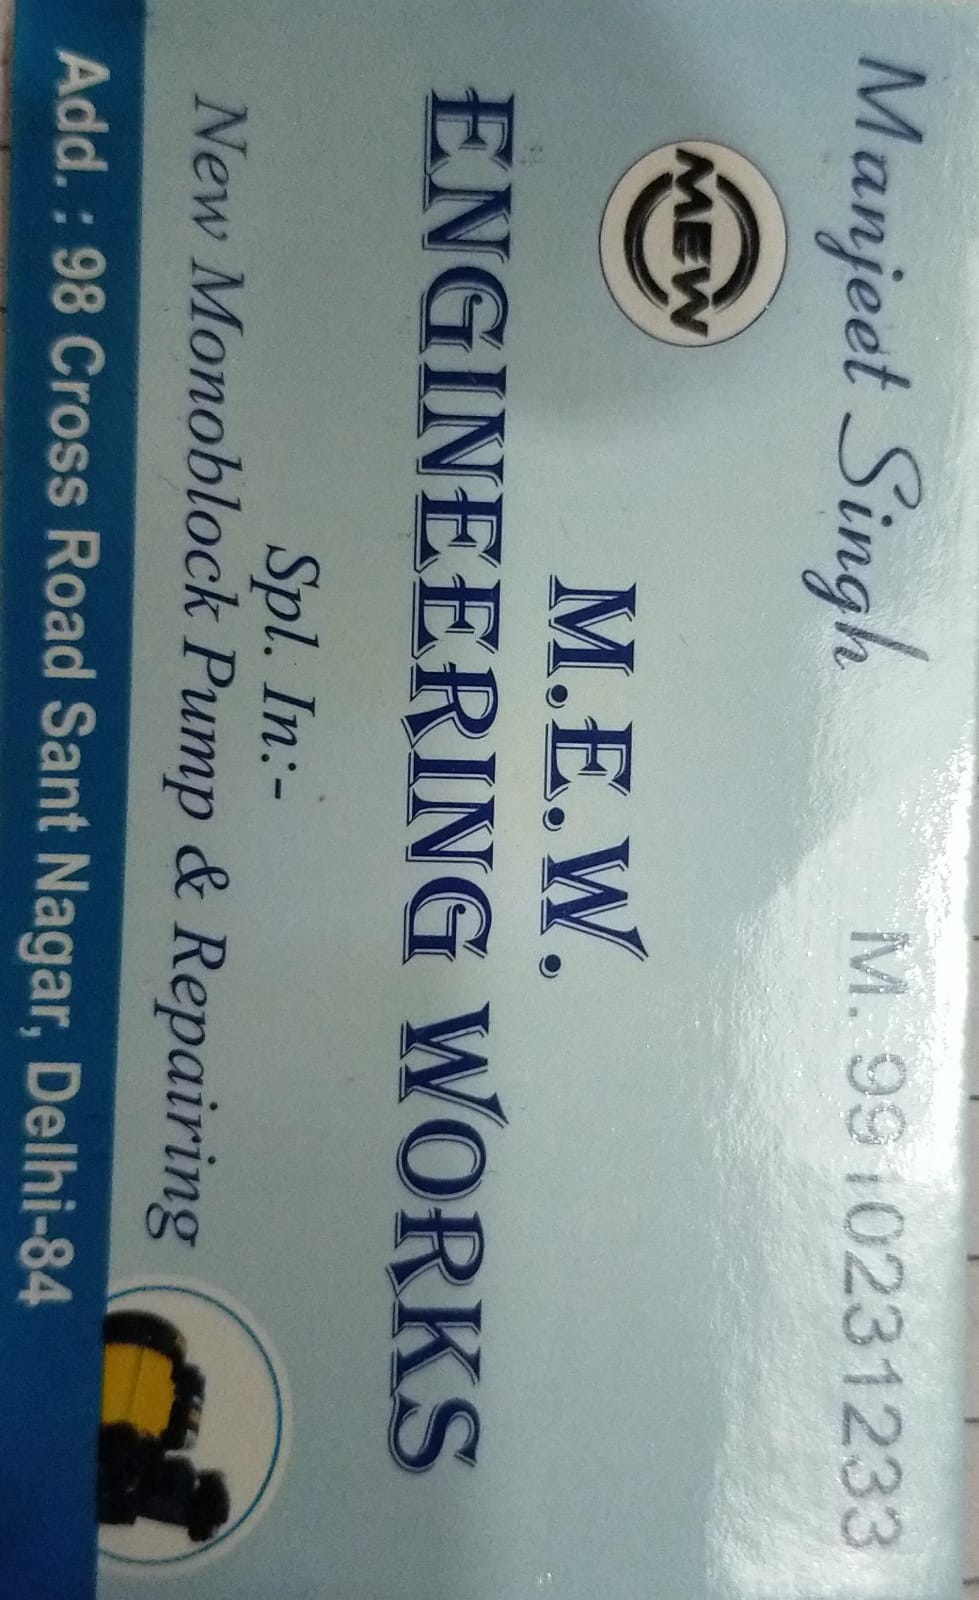 Manjeet Singh M. 9910231233
MEW
M.E.W.
ENGINEERING WORKS
Spl. In:-
New Monoblock Pump & Repairing
Add. : 98 Cross Road Sant Nagar, Delhi-84